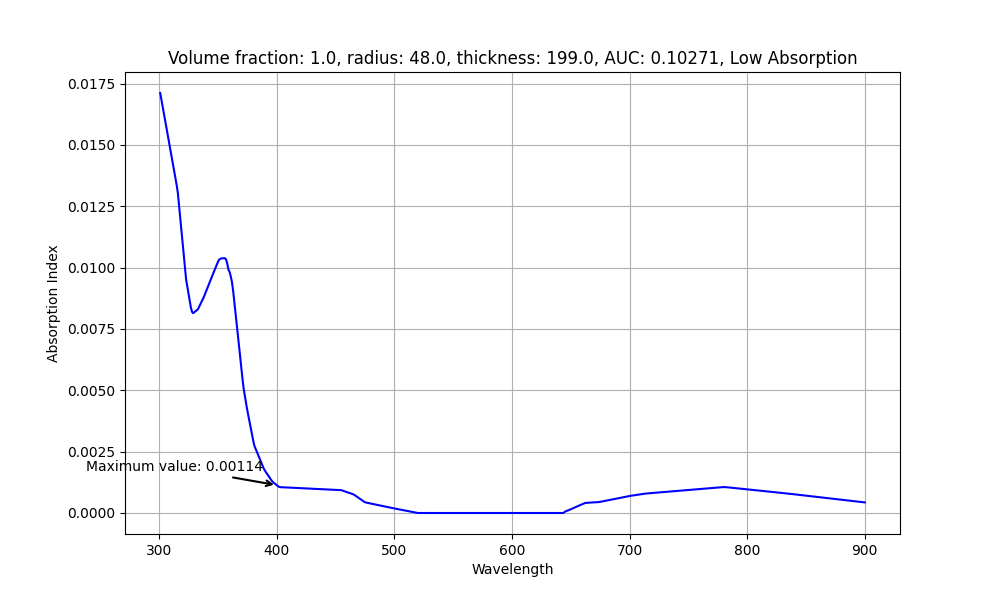 Volume fraction: 1.0, radius: 48.0, thickness: 199.0, AUC: 0.10271, Low Absorption
0.0175
0.0150
0.0125
0.0100
0.0075
0.0050
0.0025
0.0000
Absorption Index
Maximum value: 0.00114
300 400 500 600 700 800 900
Wavelength